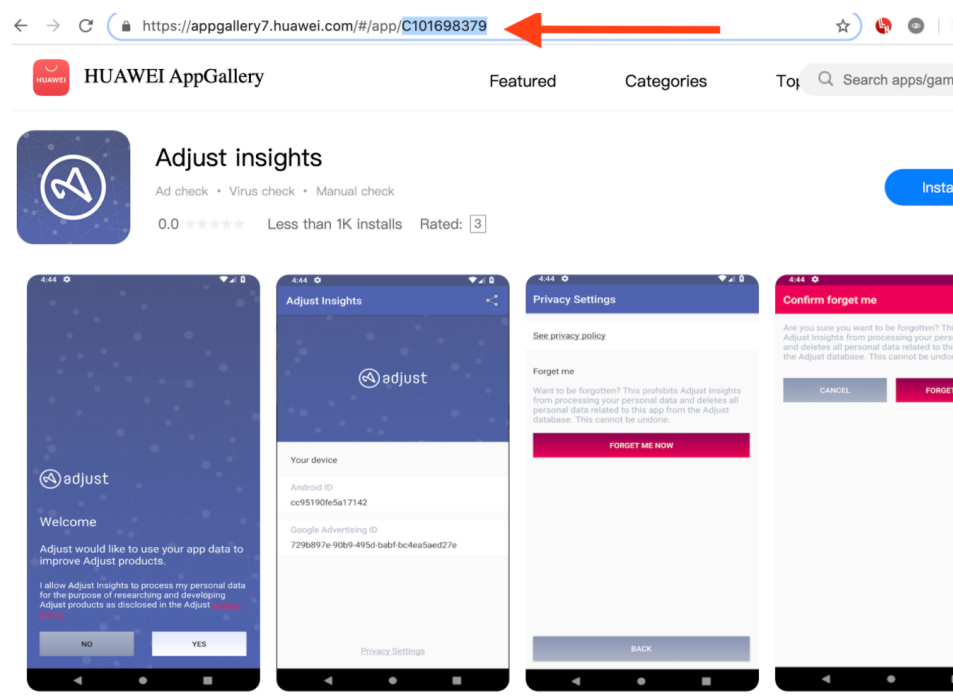 https://appgallery7.huawei.com/#/app/C101698379
HUAWEI
HUAWEI AppGallery
Featured
Categories
Top
Search apps/gam
Adjust insights
Ad check • Virus check • Manual check
0.0
Less than 1K installs
Rated: 3
Insta
4:44
adjust
Welcome
Adjust would like to use your app data to
improve Adjust products.
I allow Adjust Insights to process my personal data
for the purpose of researching and developing
Adjust products as disclosed in the Adjust
NO
YES
4:44
Adjust Insights
adjust
Your device
Android ID
cc95190fe5a17142
Google Advertising ID
729b897e-90b9-495d-babf-bc4ea5aed27e
Privacy Settings
4:44
Privacy Settings
See privacy policy
Forget me
Want to be forgotten? This prohibits Adjust Insights
from processing your personal data and deletes all
personal data related to this app from the Adjust
database. This cannot be undone.
FORGET ME NOW
BACK
4:44
Confirm forget me
Are you sure you want to be forgotten? Thi
Adjust Insights from processing your pers
and deletes all personal data related to thi
the Adjust database. This cannot be undo
CANCEL
FORGET